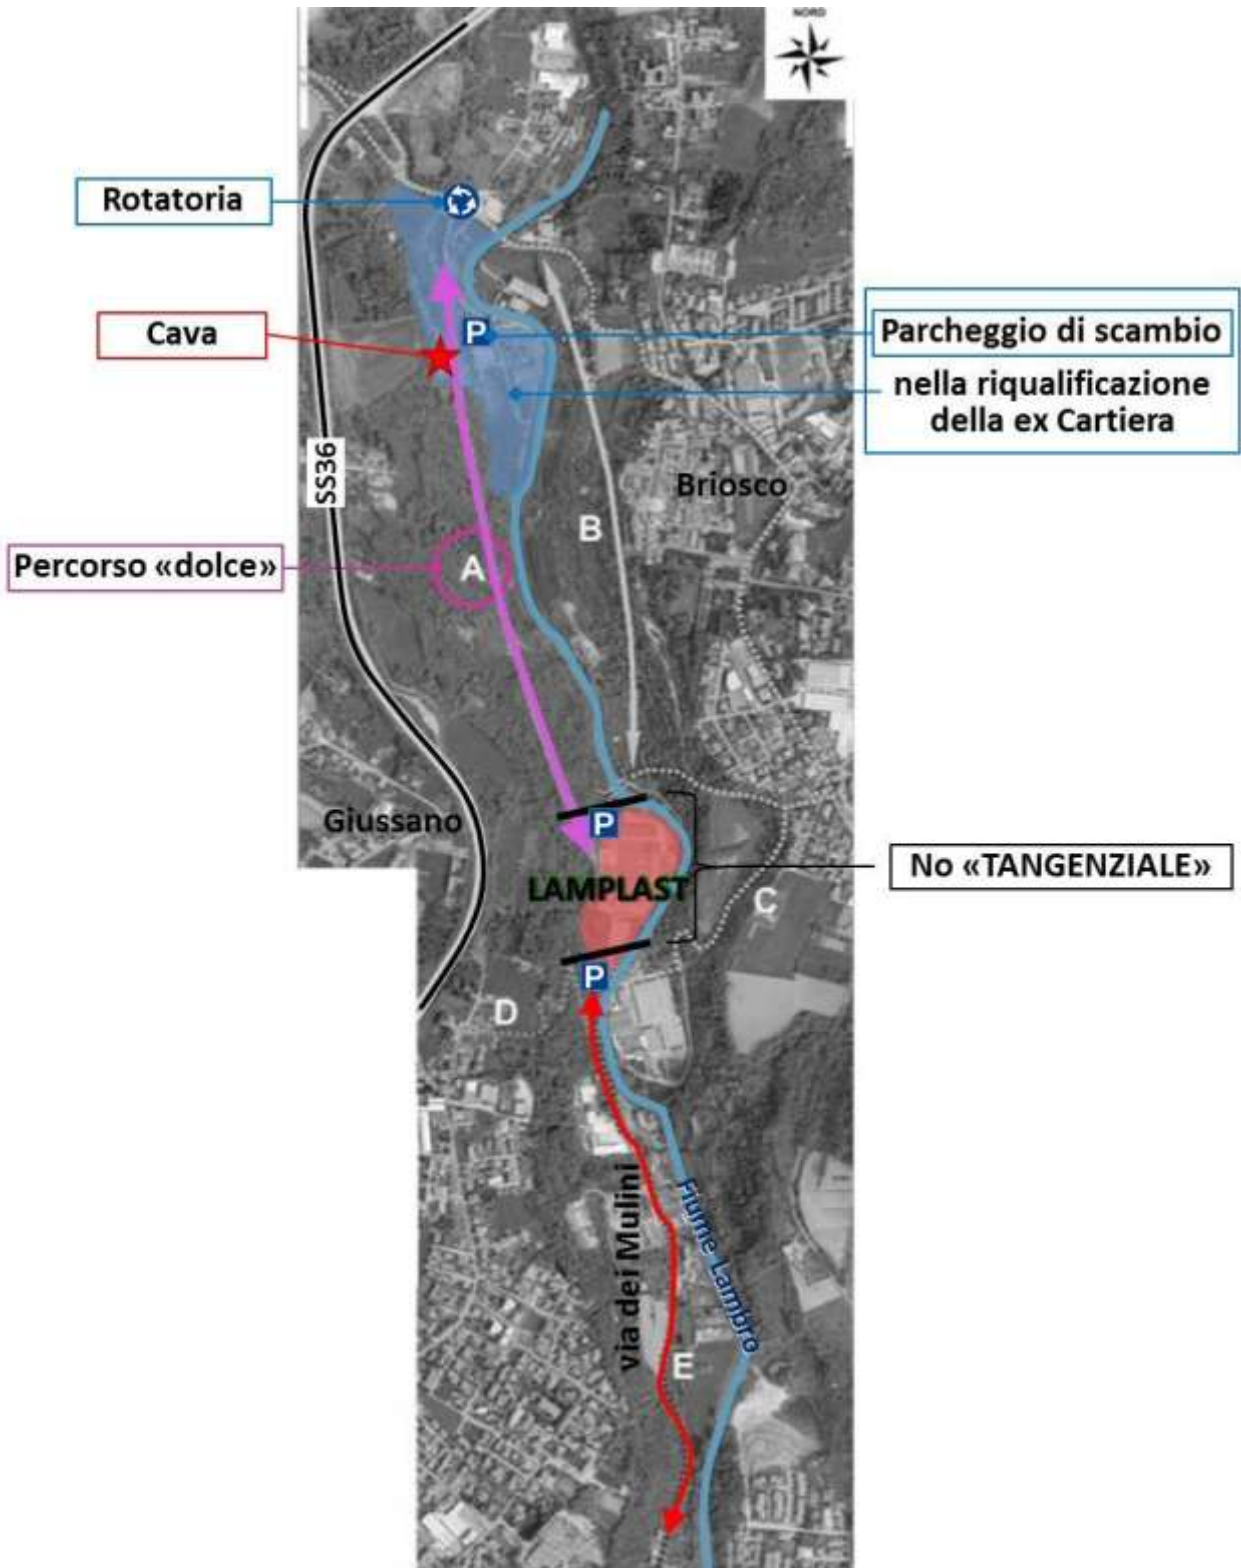 NORD
Rotatoria
Cava
P
Parcheggio di scambio
nella riqualificazione
della ex Cartiera
SS36
Briosco
B
Percorso «dolce»
A
Giussano
P
LAMPLAST
No «TANGENZIALE»
C
P
D
via dei Mulini
Fiume Lambro
E